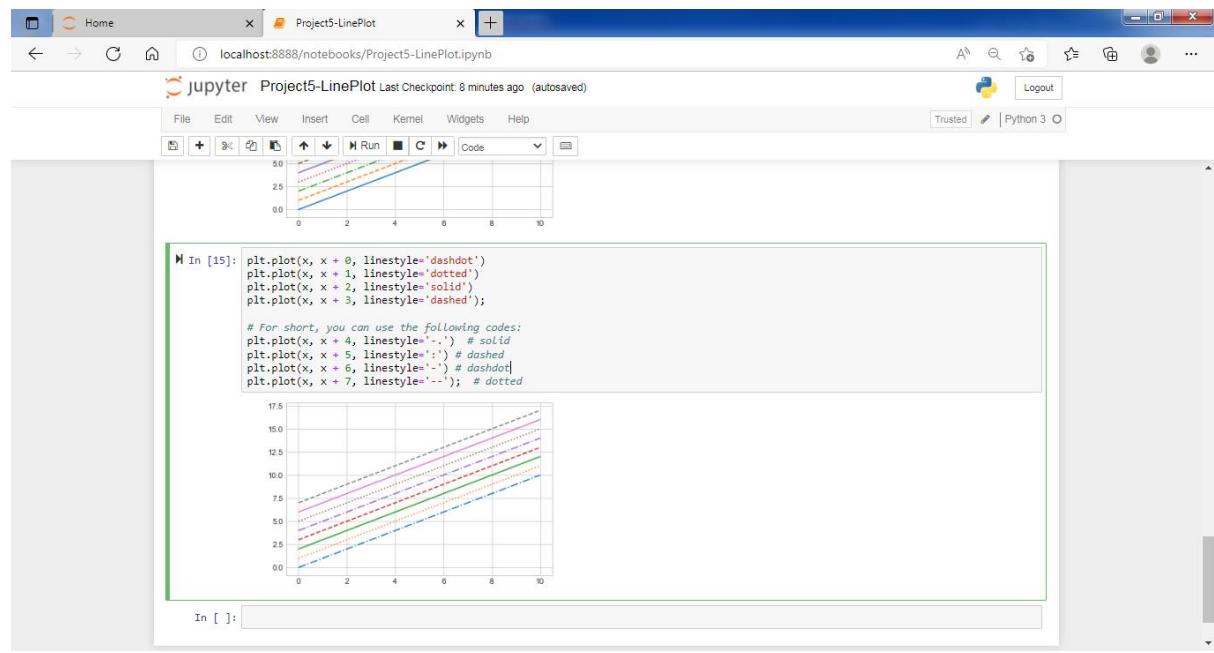 Home
Project5-LinePlot
localhost:8888/notebooks/Project5-LinePlot.ipynb
jupyter Project5-LinePlot Last Checkpoint: 8 minutes ago (autosaved)
Logout
File Edit View Insert Cell Kernel Widgets Help
Trusted Python 3
Run Code
5.0
2.5
0.0
0 2 4 6 8 10
In [15]: plt.plot(x, x + 0, linestyle='dashdot')
plt.plot(x, x + 1, linestyle='dotted')
plt.plot(x, x + 2, linestyle='solid')
plt.plot(x, x + 3, linestyle='dashed');
# For short, you can use the following codes:
plt.plot(x, x + 4, linestyle='-.')  # solid
plt.plot(x, x + 5, linestyle=':') # dashed
plt.plot(x, x + 6, linestyle='-') # dashdot
plt.plot(x, x + 7, linestyle='--');  # dotted
17.5
15.0
12.5
10.0
7.5
5.0
2.5
0.0
0 2 4 6 8 10
In [ ]: